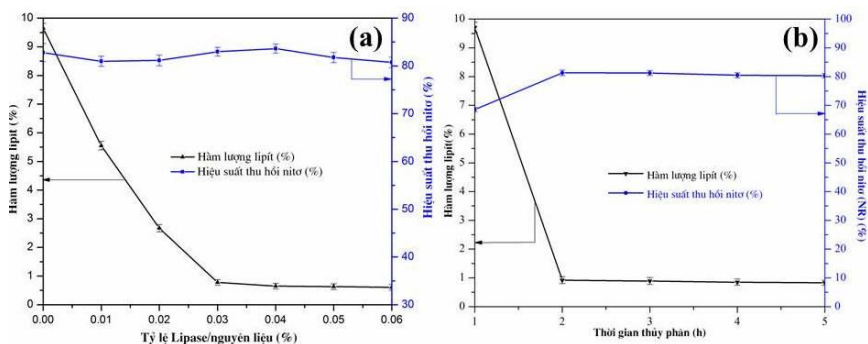 (a)
Hàm lượng lipít (%)
10
9
8
7
6
5
4
3
2
1
0
Hàm lượng lipít (%)
Hiệu suất thu hồi nitơ (%)
90
80
70
60
50
40
30
Hiệu suất thu hồi nitơ (%)
0.00 0.01 0.02 0.03 0.04 0.05 0.06
Tỷ lệ Lipase/nguyên liệu (%)
(b)
Hàm lượng lipít(%)
10
9
8
7
6
5
4
3
2
1
0
Hàm lượng lipít(%)
Hiệu suất thu hồi nitơ (%)
100
90
80
70
60
50
40
30
20
10
0
Hiệu suất thu hồi nitơ (NR) (%)
1 2 3 4 5
Thời gian thủy phân (h)